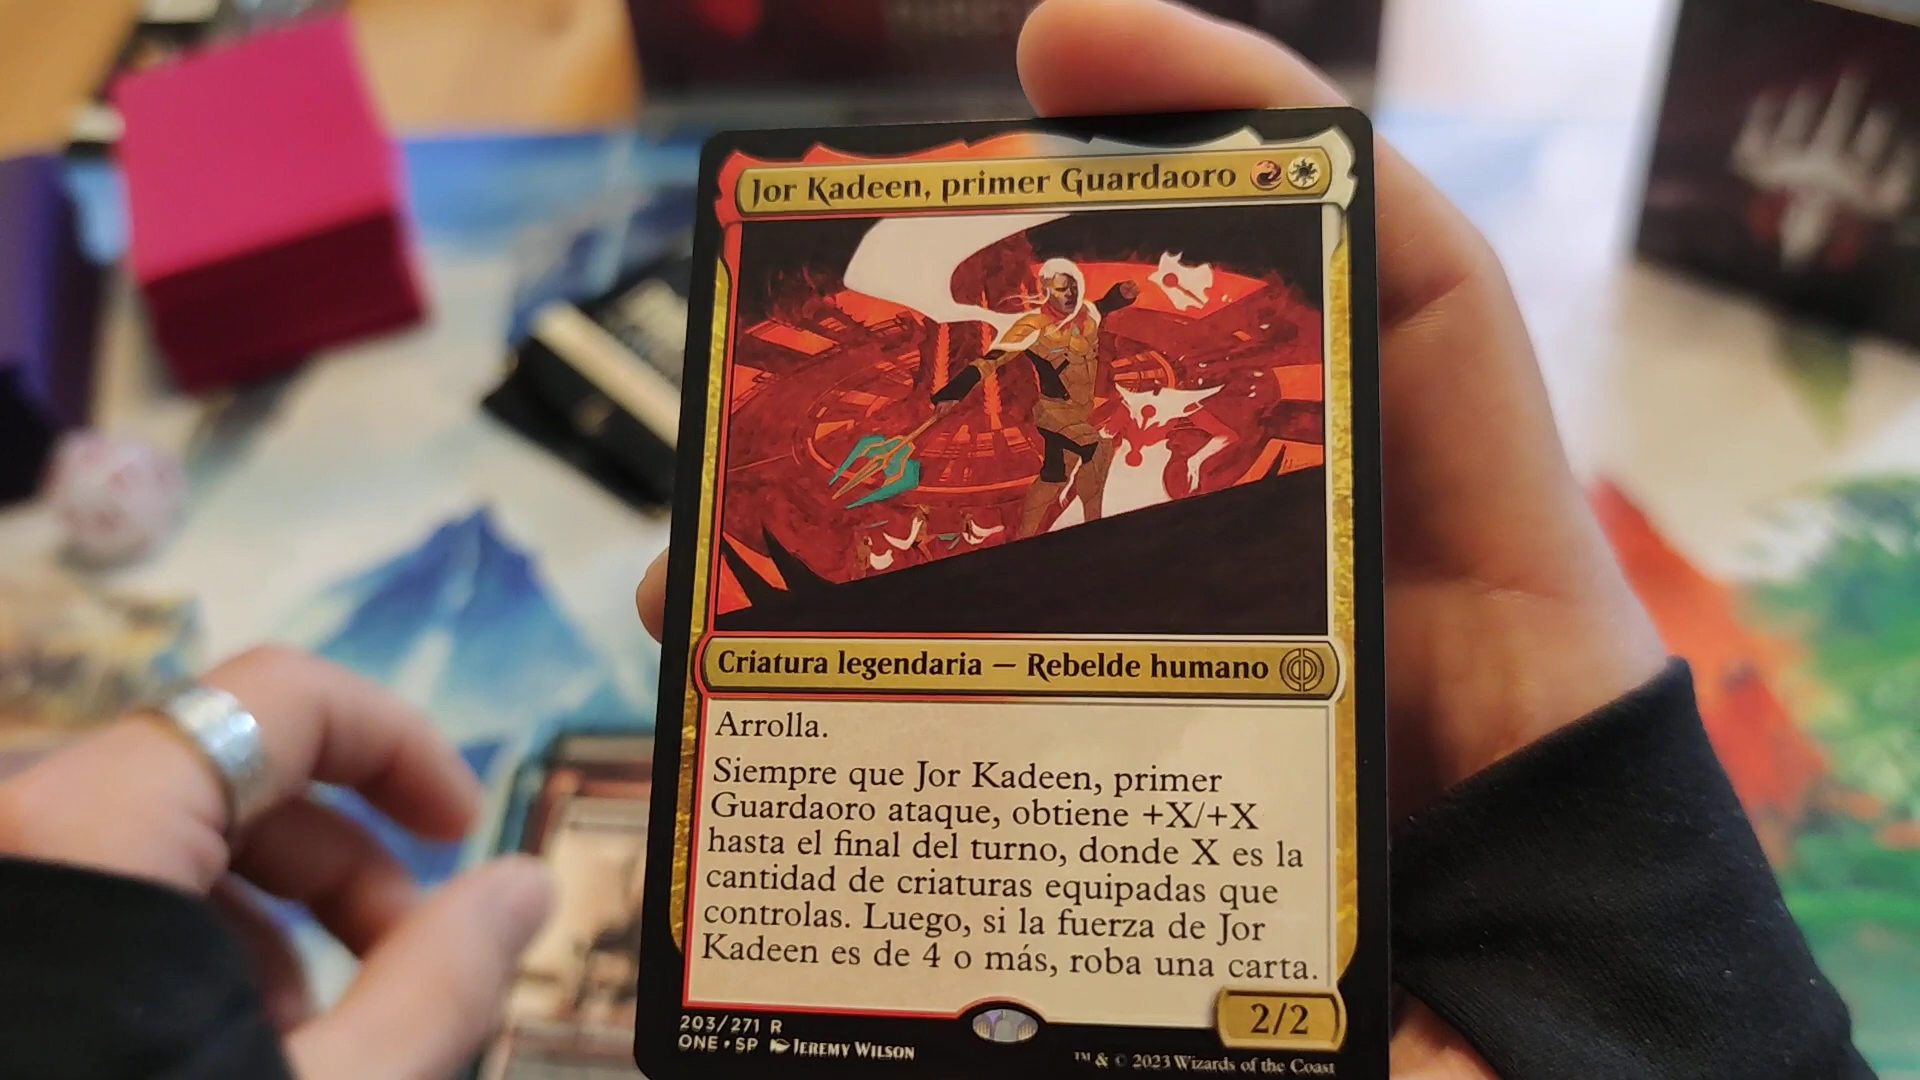 Jor Kadeen, primer Guardaoro
Criatura legendaria — Rebelde humano
Arrolla.
Siempre que Jor Kadeen, primer
Guardaoro ataque, obtiene +X/+X
hasta el final del turno, donde X es la
cantidad de criaturas equipadas que
controlas. Luego, si la fuerza de Jor
Kadeen es de 4 o más, roba una carta.
2/2
203/271 R
ONE • SP Jeremy Wilson
™ & © 2023 Wizards of the Coast